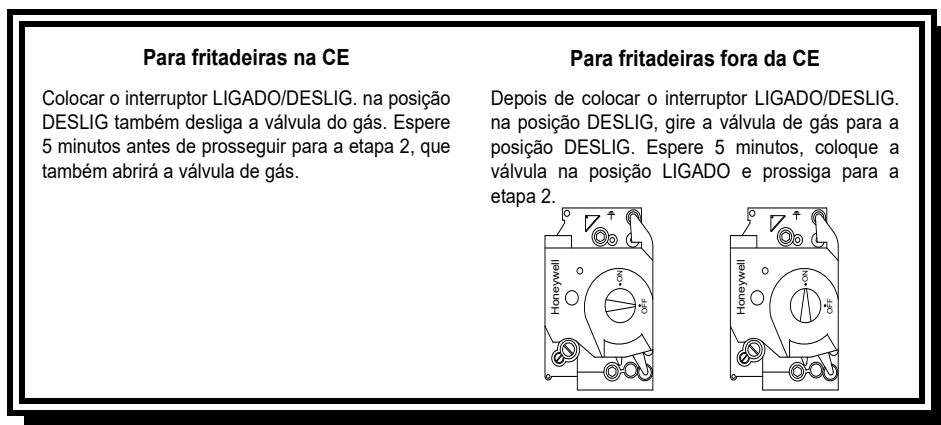 Para fritadeiras na CE
Colocar o interruptor LIGADO/DESLIG. na posição
DESLIG também desliga a válvula do gás. Espere
5 minutos antes de prosseguir para a etapa 2, que
também abrirá a válvula de gás.
Para fritadeiras fora da CE
Depois de colocar o interruptor LIGADO/DESLIG.
na posição DESLIG, gire a válvula de gás para a
posição DESLIG. Espere 5 minutos, coloque a
válvula na posição LIGADO e prossiga para a
etapa 2.
Honeywell
ON
OFF
Honeywell
ON
OFF